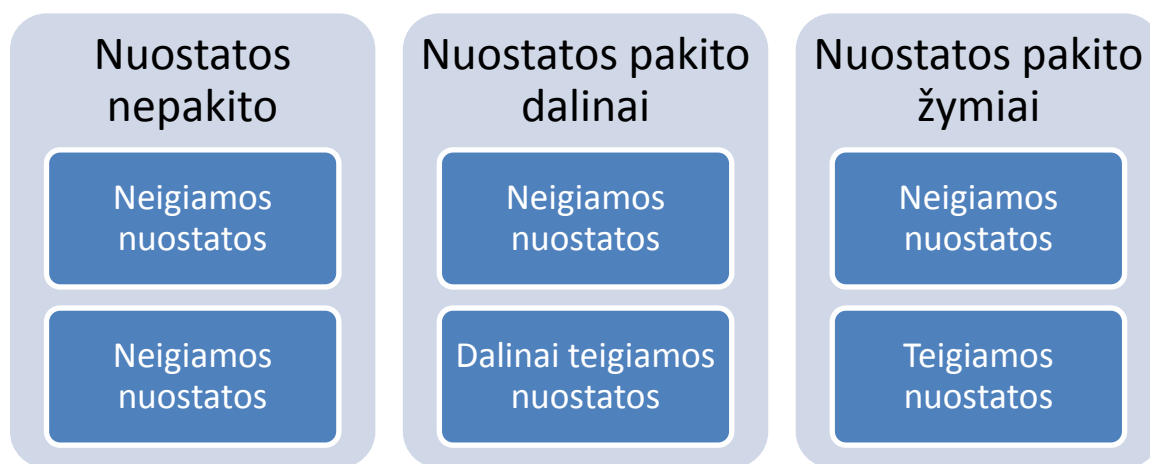 Nuostatos
nepakito
Neigiamos
nuostatos
Neigiamos
nuostatos
Nuostatos pakito
dalinai
Neigiamos
nuostatos
Dalinai teigiamos
nuostatos
Nuostatos pakito
žymiai
Neigiamos
nuostatos
Teigiamos
nuostatos